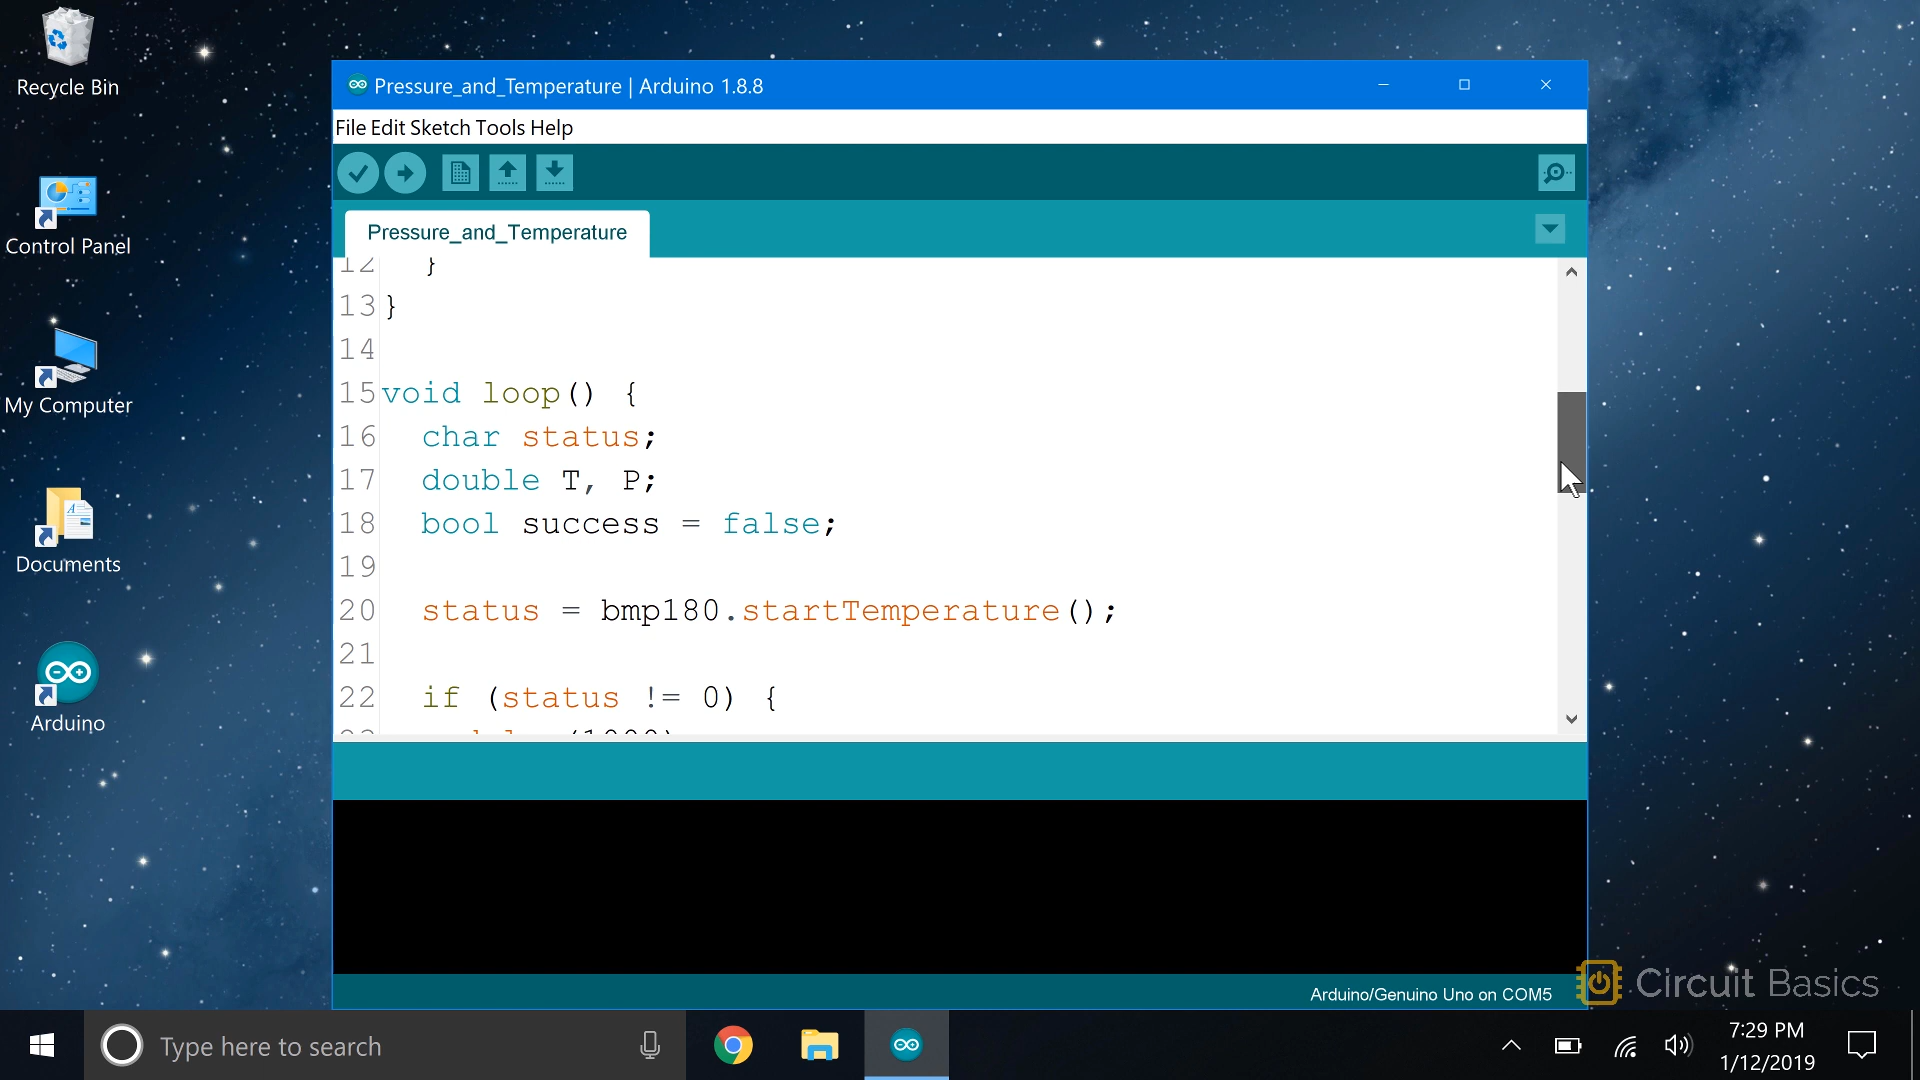 Recycle Bin
Control Panel
My Computer
Documents
Arduino
Pressure_and_Temperature | Arduino 1.8.8
File Edit Sketch Tools Help
Pressure_and_Temperature
12 }
13 }
14
15 void loop() {
16 char status;
17 double T, P;
18 bool success = false;
19
20 status = bmp180.startTemperature();
21
22 if (status != 0) {
Arduino/Genuino Uno on COM5
Circuit Basics
Type here to search
7:29 PM
1/12/2019